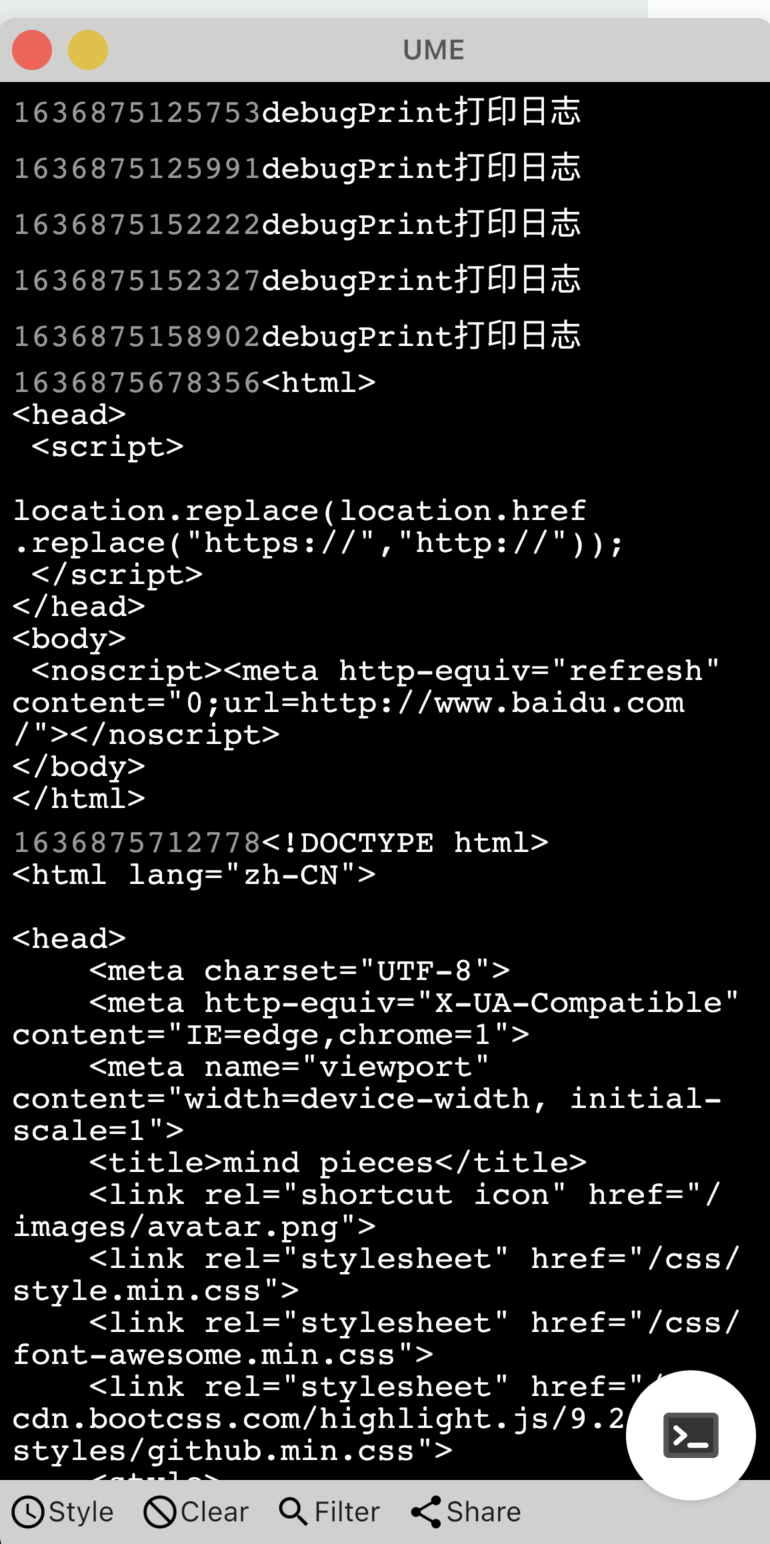 UME
1636875125753debugPrint打印日志
1636875125991debugPrint打印日志
1636875152222debugPrint打印日志
1636875152327debugPrint打印日志
1636875158902debugPrint打印日志
1636875678356<html>
<head>
 <script>
location.replace(location.href
.replace("https://","http://"));
 </script>
</head>
<body>
 <noscript><meta http-equiv="refresh"
content="0;url=http://www.baidu.com
/"></noscript>
</body>
</html>
1636875712778<!DOCTYPE html>
<html lang="zh-CN">
<head>
    <meta charset="UTF-8">
    <meta http-equiv="X-UA-Compatible"
content="IE=edge,chrome=1">
    <meta name="viewport"
content="width=device-width, initial-
scale=1">
    <title>mind pieces</title>
    <link rel="shortcut icon" href="/
images/avatar.png">
    <link rel="stylesheet" href="/css/
style.min.css">
    <link rel="stylesheet" href="/css/
font-awesome.min.css">
    <link rel="stylesheet" href="/
cdn.bootcss.com/highlight.js/9.2
styles/github.min.css">
    <style>
Style Clear Filter Share